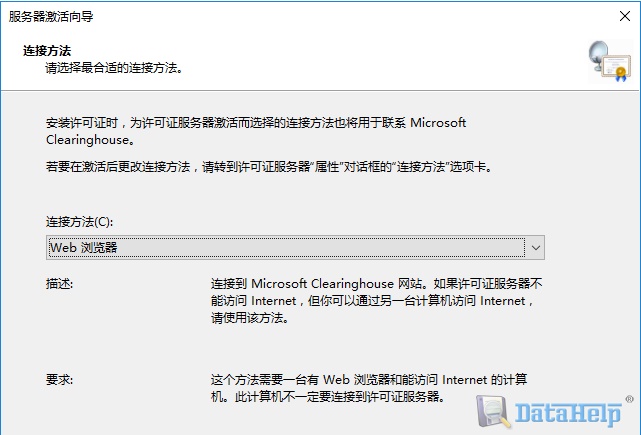 服务器激活向导
连接方法
请选择最合适的连接方法。
安装许可证时，为许可证服务器激活而选择的连接方法也将用于联系 Microsoft
Clearinghouse。
若要在激活后更改连接方法，请转到许可证服务器“属性”对话框的“连接方法”选项卡。
连接方法(C):
Web 浏览器
描述: 连接到 Microsoft Clearinghouse 网站。如果许可证服务器不
能访问 Internet，但你可以通过另一台计算机访问 Internet，
请使用该方法。
要求: 这个方法需要一台有 Web 浏览器和能访问 Internet 的计算
机。此计算机不一定要连接到许可证服务器。
DataHelp®